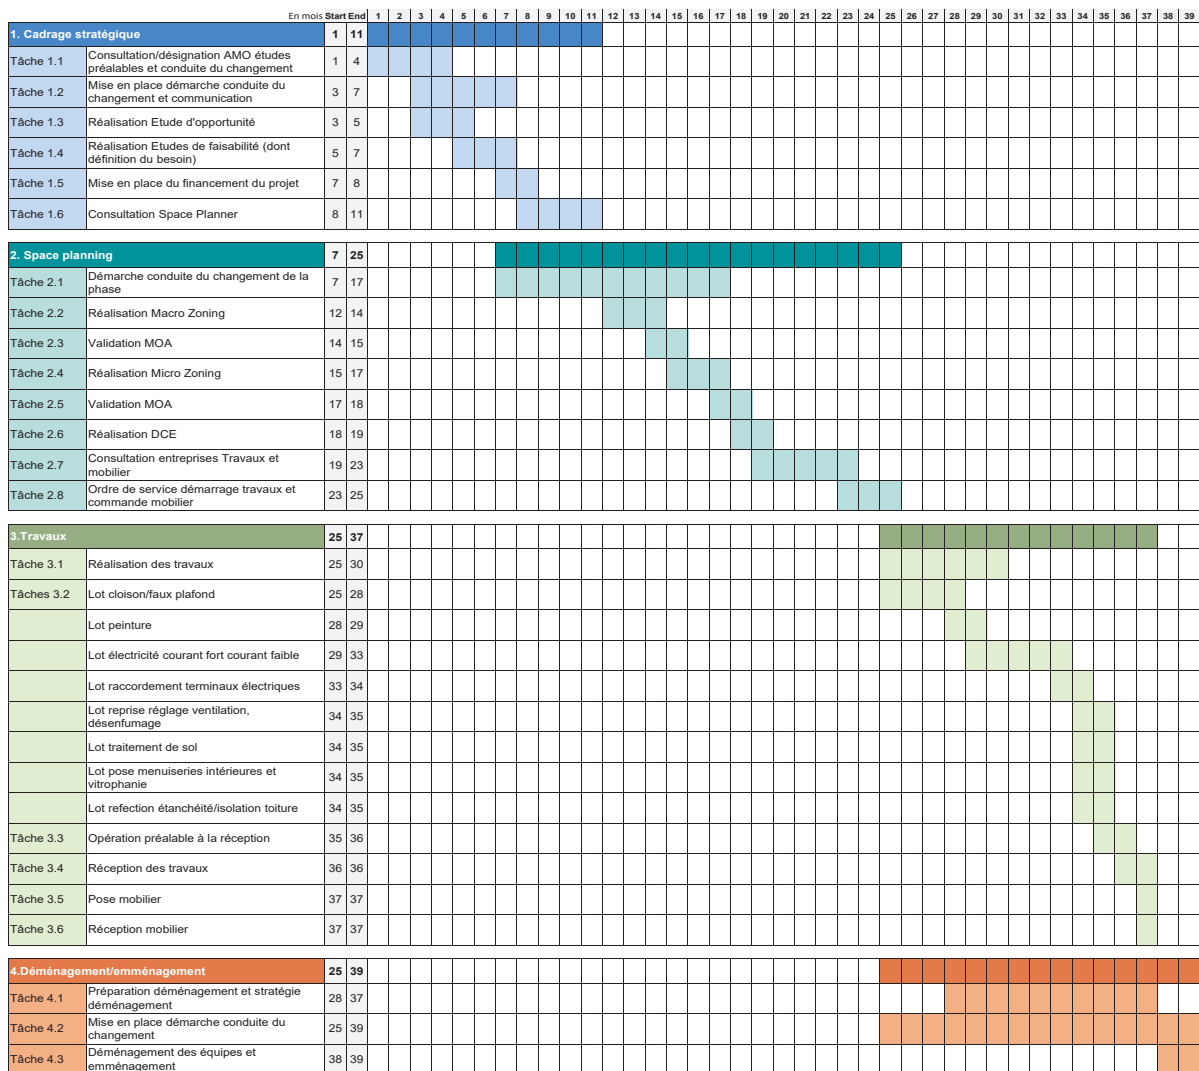 En mois Start End 1 2 3 4 5 6 7 8 9 10 11 12 13 14 15 16 17 18 19 20 21 22 23 24 25 26 27 28 29 30 31 32 33 34 35 36 37 38 39
1. Cadrage stratégique 1 11
Tâche 1.1 Consultation/désignation AMO études 1 4
préalables et conduite du changement
Tâche 1.2 Mise en place démarche conduite du 3 7
changement et communication
Tâche 1.3 Réalisation Etude d'opportunité 3 5
Tâche 1.4 Réalisation Etudes de faisabilité (dont 5 7
définition du besoin)
Tâche 1.5 Mise en place du financement du projet 7 8
Tâche 1.6 Consultation Space Planner 8 11
2. Space planning 7 25
Tâche 2.1 Démarche conduite du changement de la 7 17
phase
Tâche 2.2 Réalisation Macro Zoning 12 14
Tâche 2.3 Validation MOA 14 15
Tâche 2.4 Réalisation Micro Zoning 15 17
Tâche 2.5 Validation MOA 17 18
Tâche 2.6 Réalisation DCE 18 19
Tâche 2.7 Consultation entreprises Travaux et 19 23
mobilier
Tâche 2.8 Ordre de service démarrage travaux et 23 25
commande mobilier
3.Travaux 25 37
Tâche 3.1 Réalisation des travaux 25 30
Tâches 3.2 Lot cloison/faux plafond 25 28
Lot peinture 28 29
Lot électricité courant fort courant faible 29 33
Lot raccordement terminaux électriques 33 34
Lot reprise réglage ventilation, 34 35
désenfumage
Lot traitement de sol 34 35
Lot pose menuiseries intérieures et 34 35
vitrophanie
Lot refection étanchéité/isolation toiture 34 35
Tâche 3.3 Opération préalable à la réception 35 36
Tâche 3.4 Réception des travaux 36 36
Tâche 3.5 Pose mobilier 37 37
Tâche 3.6 Réception mobilier 37 37
4.Déménagement/emménagement 25 39
Tâche 4.1 Préparation déménagement et stratégie 28 37
déménagement
Tâche 4.2 Mise en place démarche conduite du 25 39
changement
Tâche 4.3 Déménagement des équipes et 38 39
emménagement